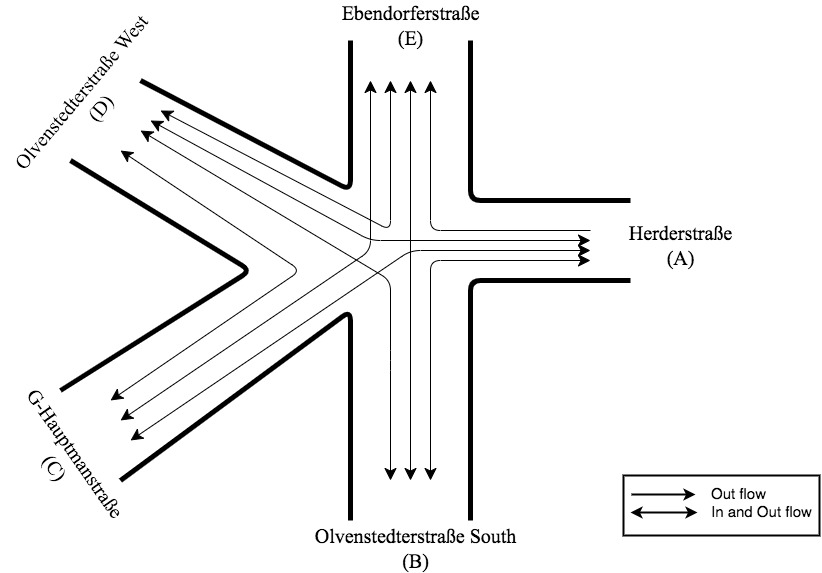 Ebendorferstraße
(E)
Olvenstedterstraße West
(D)
Herderstraße
(A)
G-Hauptmanstraße
(C)
Olvenstedterstraße South
(B)
Out flow
In and Out flow